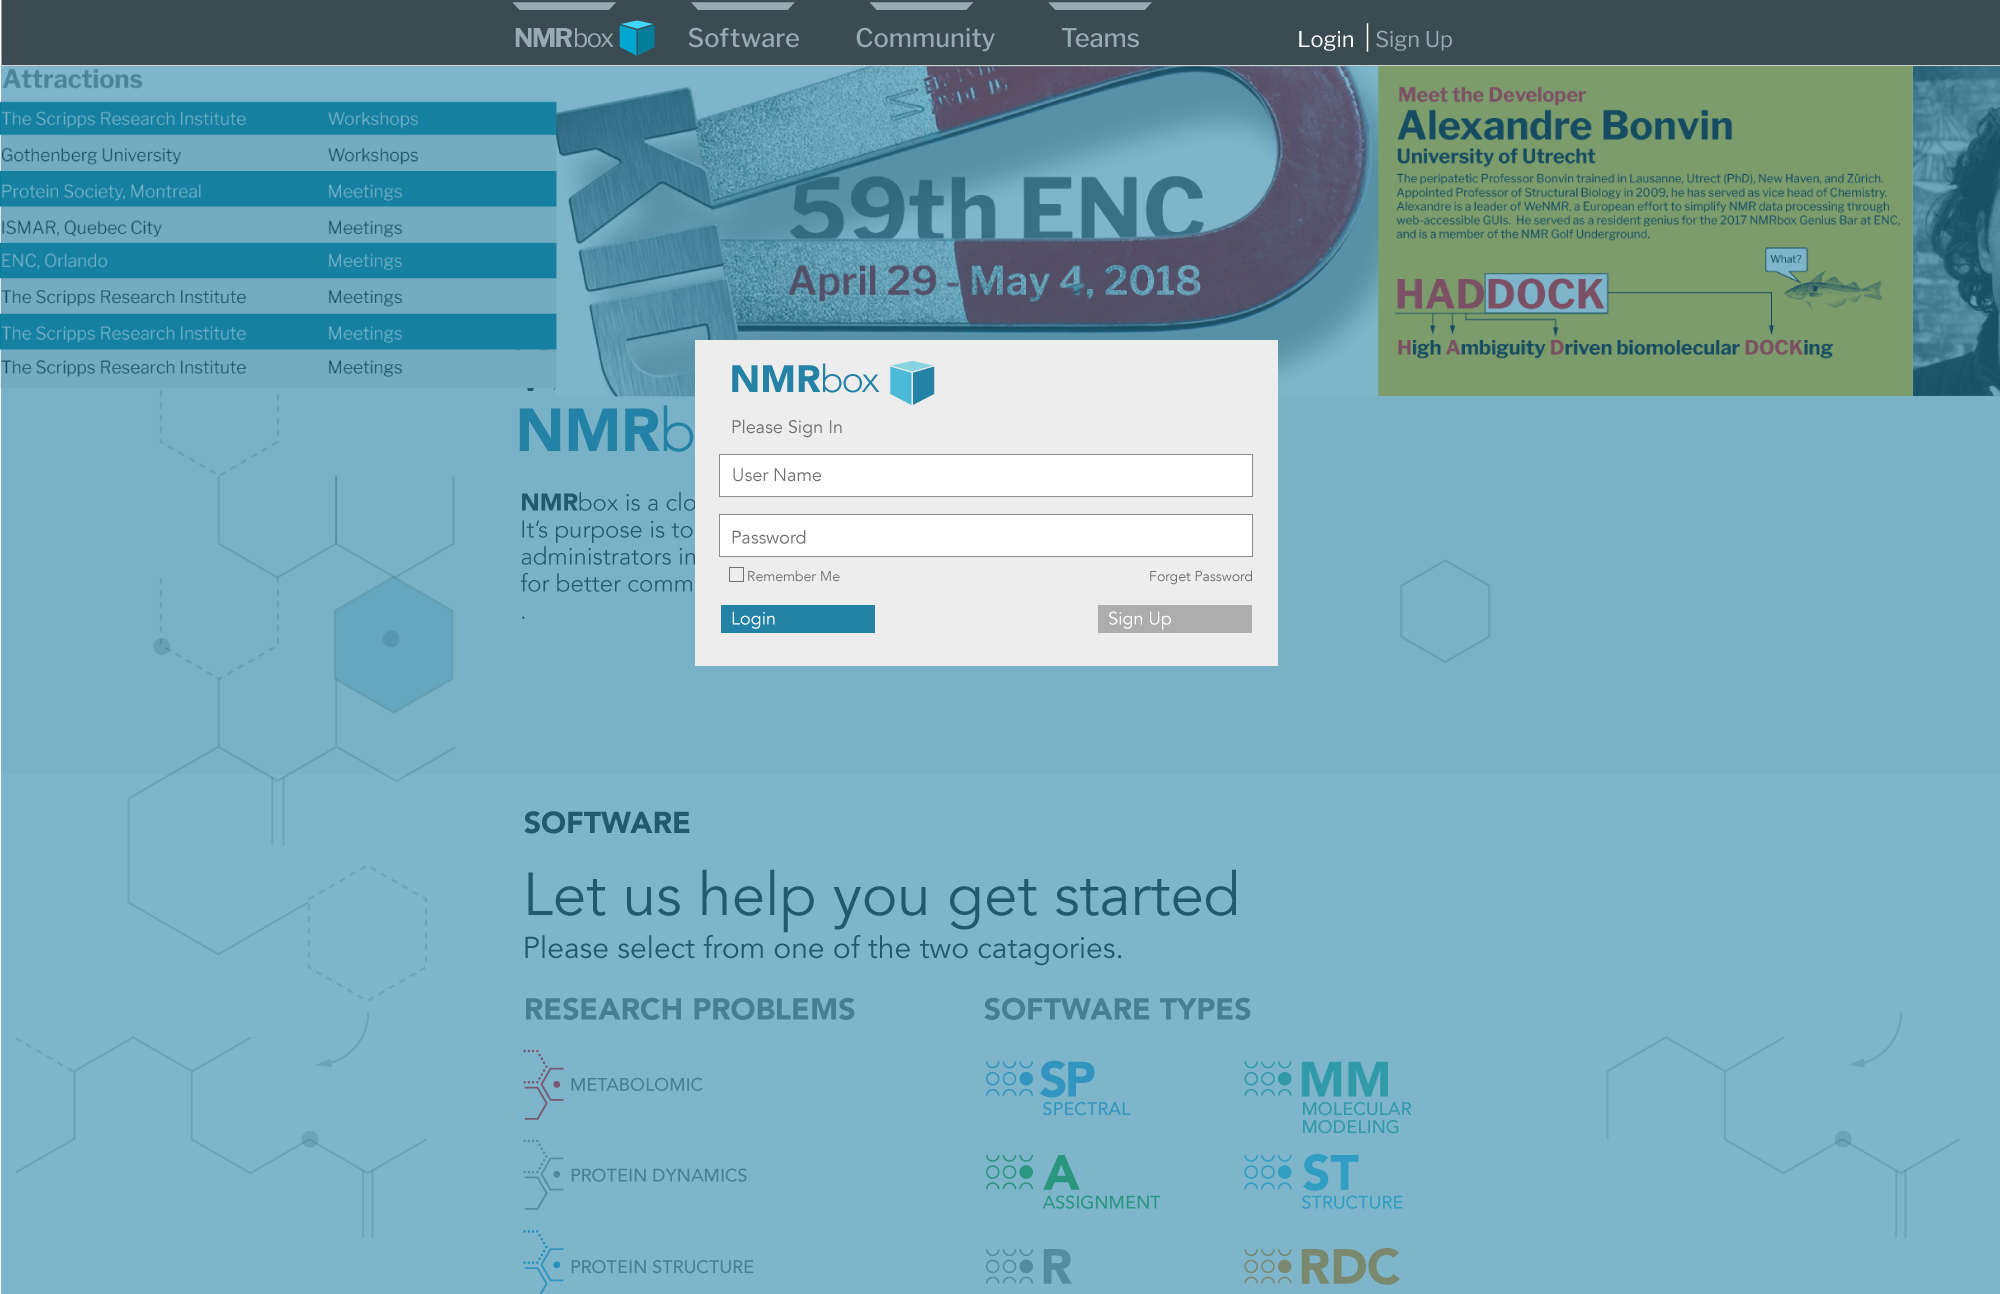 NMRbox
Software
Community
Teams
Login
Sign Up
Attractions
The Scripps Research Institute Workshops
Gothenberg University Workshops
Protein Society, Montreal Meetings
ISMAR, Quebec City Meetings
ENC, Orlando Meetings
The Scripps Research Institute Meetings
The Scripps Research Institute Meetings
The Scripps Research Institute Meetings
59th ENC
April 29 - May 4, 2018
Meet the Developer
Alexandre Bonvin
University of Utrecht
The peripatetic Professor Bonvin trained in Lausanne, Utrect (PhD), New Haven, and Zürich.
Appointed Professor of Structural Biology in 2009, he has served as vice head of Chemistry.
Alexandre is a leader of WeNMR, a European effort to simplify NMR data processing through
web-accessible GUIs. He served as a resident genius for the 2017 NMRbox Genius Bar at ENC,
and is a member of the NMR Golf Underground.
What?
HADDOCK
High Ambiguity Driven biomolecular DOCKing
NMRb
NMRbox is a clo
It's purpose is to
administrators in
for better comm
.
NMRbox
Please Sign In
User Name
Password
Remember Me
Forget Password
Login
Sign Up
SOFTWARE
Let us help you get started
Please select from one of the two catagories.
RESEARCH PROBLEMS
METABOLOMIC
PROTEIN DYNAMICS
PROTEIN STRUCTURE
SOFTWARE TYPES
SP
SPECTRAL
MM
MOLECULAR
MODELING
A
ASSIGNMENT
ST
STRUCTURE
R
RDC